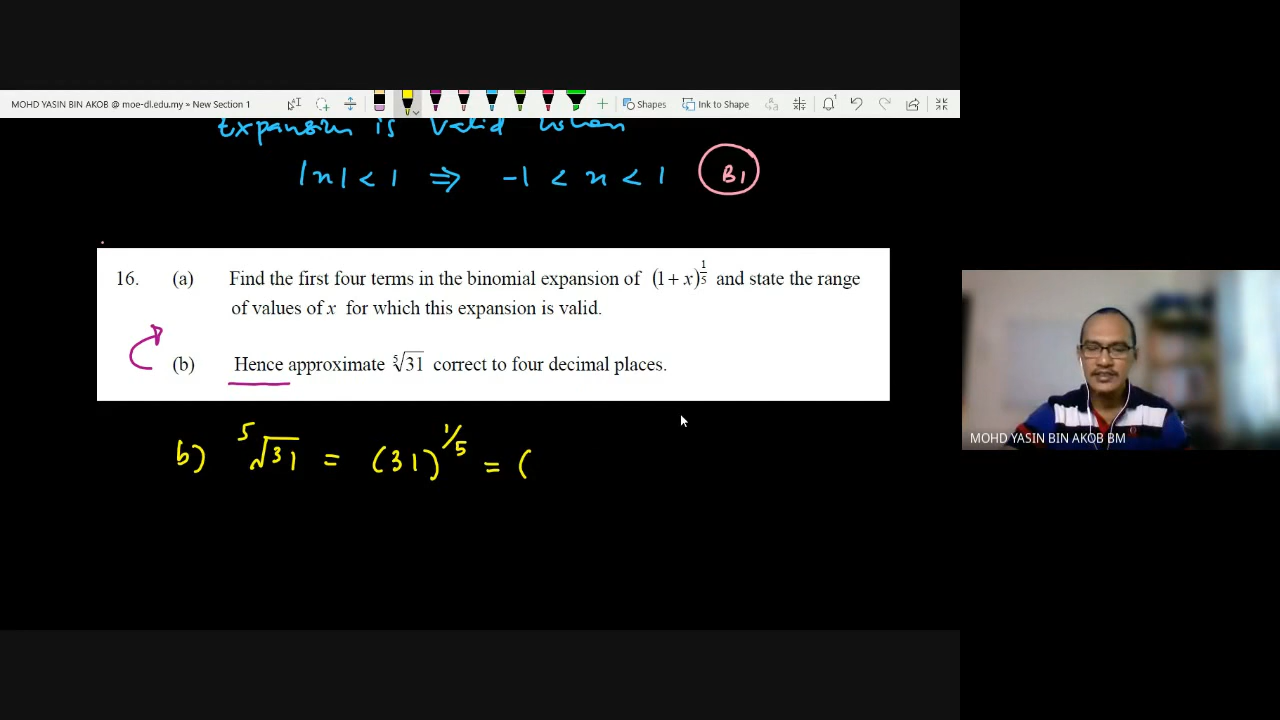 MOHD YASIN BIN AKOB @ moe-dl.edu.my » New Section 1
Shapes
Ink to Shape
Expansion is valid when
|x| < 1 ⇒ -1 < x < 1 B1
16. (a) Find the first four terms in the binomial expansion of (1 + x)^(1/5) and state the range
of values of x for which this expansion is valid.
(b) Hence approximate ⁵√31 correct to four decimal places.
b) ⁵√31 = (31)^(1/5) = (
MOHD YASIN BIN AKOB BM